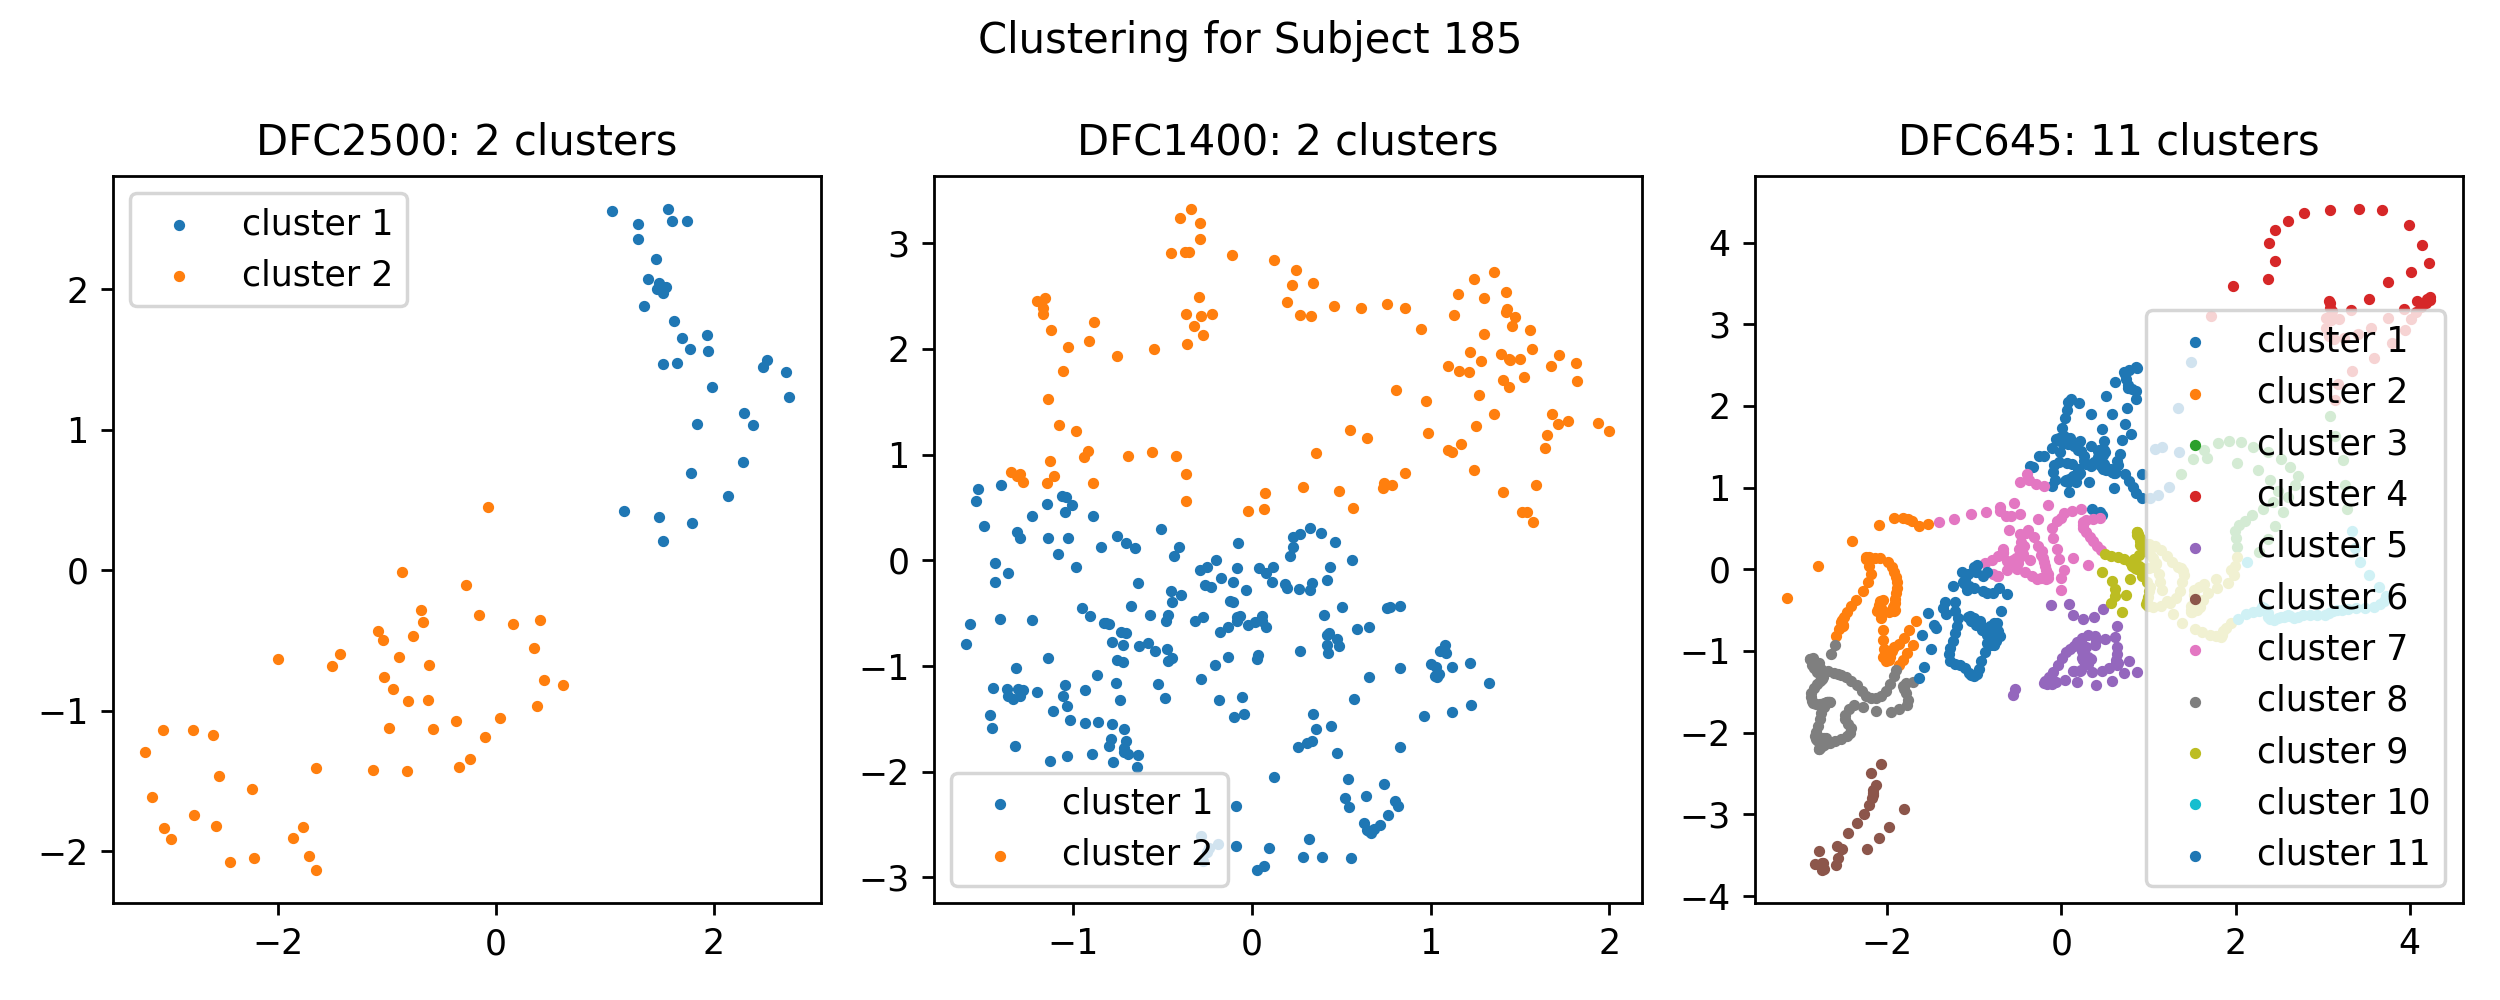 Clustering for Subject 185
DFC2500: 2 clusters
cluster 1
cluster 2
2
1
0
−1
−2
−2 0 2
DFC1400: 2 clusters
3
2
1
0
−1
−2
−3
cluster 1
cluster 2
−1 0 1 2
DFC645: 11 clusters
4
3
2
1
0
−1
−2
−3
−4
cluster 1
cluster 2
cluster 3
cluster 4
cluster 5
cluster 6
cluster 7
cluster 8
cluster 9
cluster 10
cluster 11
−2 0 2 4